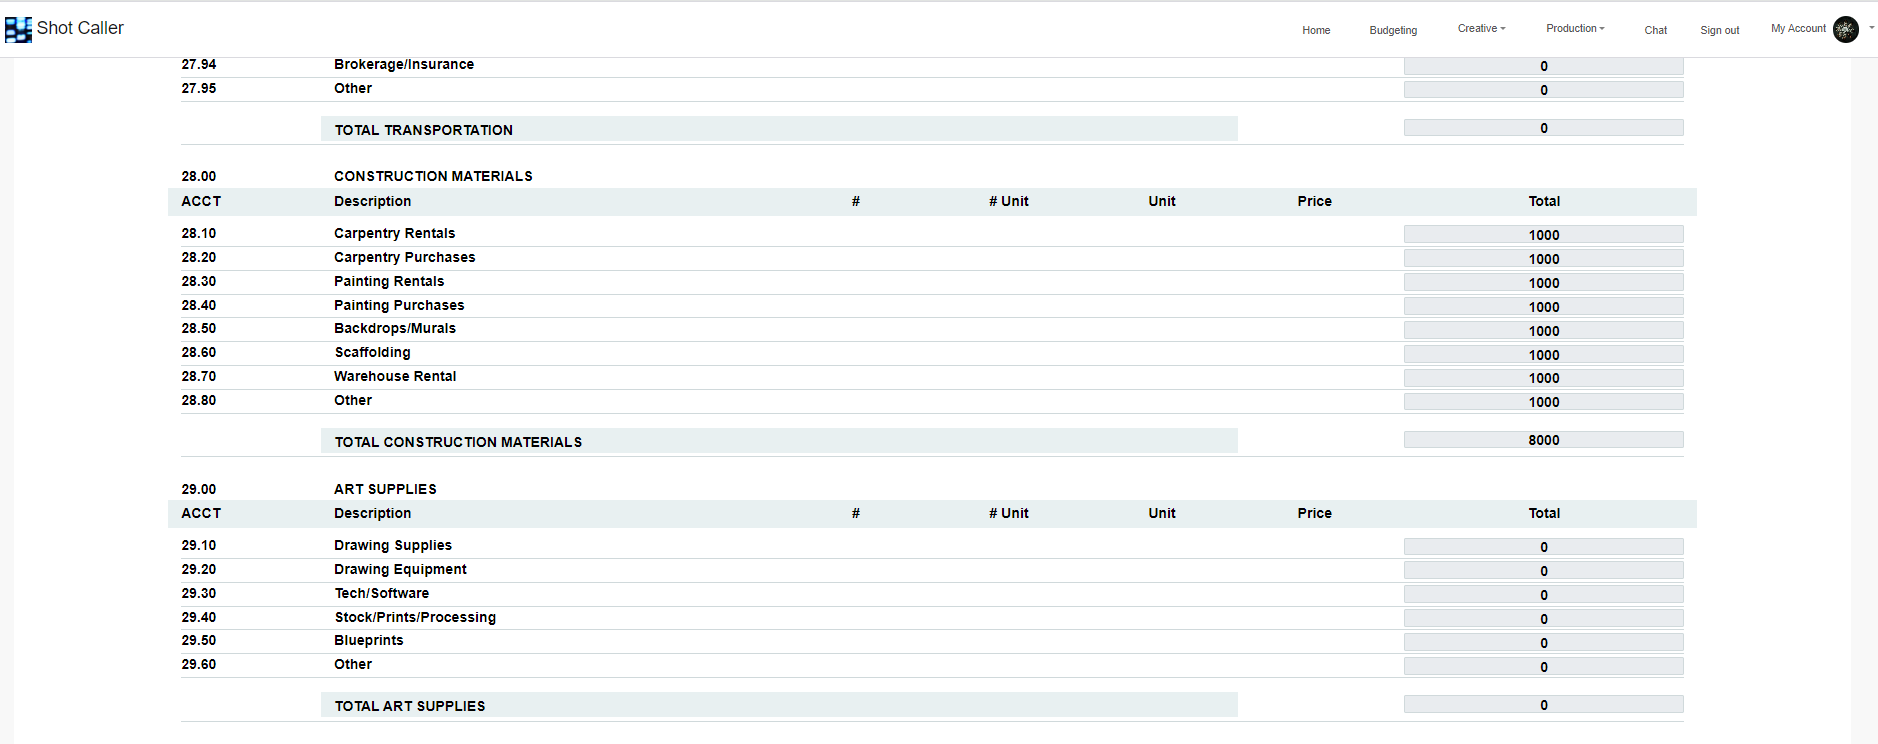 Shot Caller Home Budgeting Creative Production Chat Sign out My Account
27.94 Brokerage/Insurance 0
27.95 Other 0
TOTAL TRANSPORTATION 0
28.00 CONSTRUCTION MATERIALS
ACCT Description # # Unit Unit Price Total
28.10 Carpentry Rentals 1000
28.20 Carpentry Purchases 1000
28.30 Painting Rentals 1000
28.40 Painting Purchases 1000
28.50 Backdrops/Murals 1000
28.60 Scaffolding 1000
28.70 Warehouse Rental 1000
28.80 Other 1000
TOTAL CONSTRUCTION MATERIALS 8000
29.00 ART SUPPLIES
ACCT Description # # Unit Unit Price Total
29.10 Drawing Supplies 0
29.20 Drawing Equipment 0
29.30 Tech/Software 0
29.40 Stock/Prints/Processing 0
29.50 Blueprints 0
29.60 Other 0
TOTAL ART SUPPLIES 0